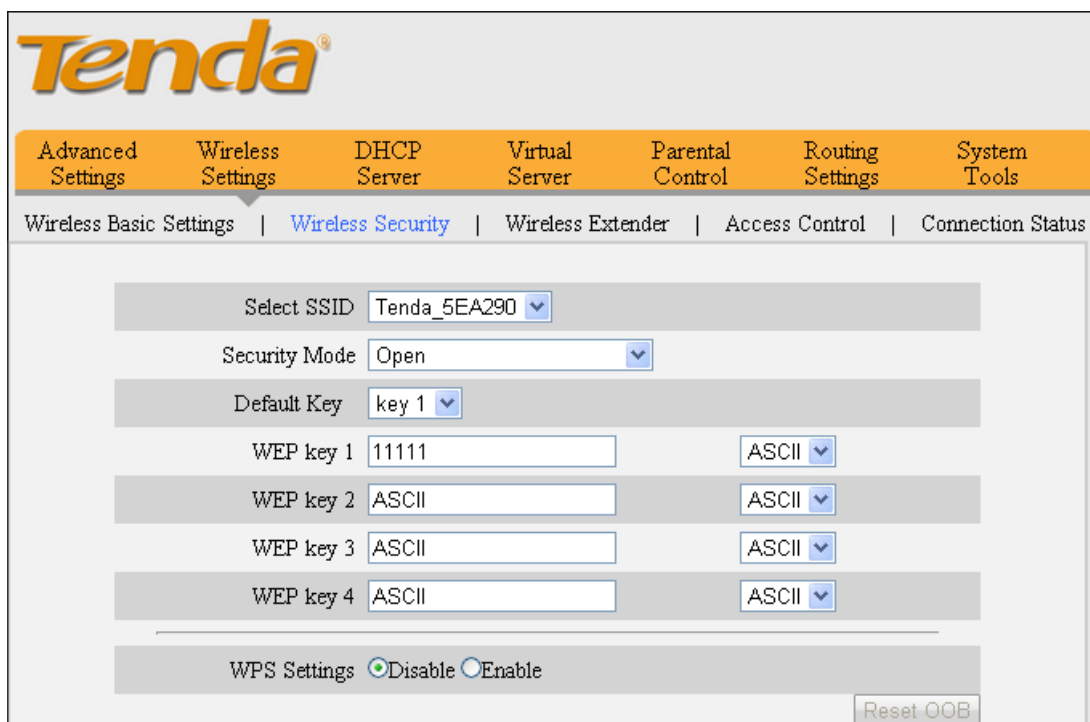 Tenda®
Advanced Settings Wireless Settings DHCP Server Virtual Server Parental Control Routing Settings System Tools
Wireless Basic Settings | Wireless Security | Wireless Extender | Access Control | Connection Status
Select SSID Tenda_5EA290
Security Mode Open
Default Key key 1
WEP key 1 11111 ASCII
WEP key 2 ASCII ASCII
WEP key 3 ASCII ASCII
WEP key 4 ASCII ASCII
WPS Settings Disable Enable
Reset OOB